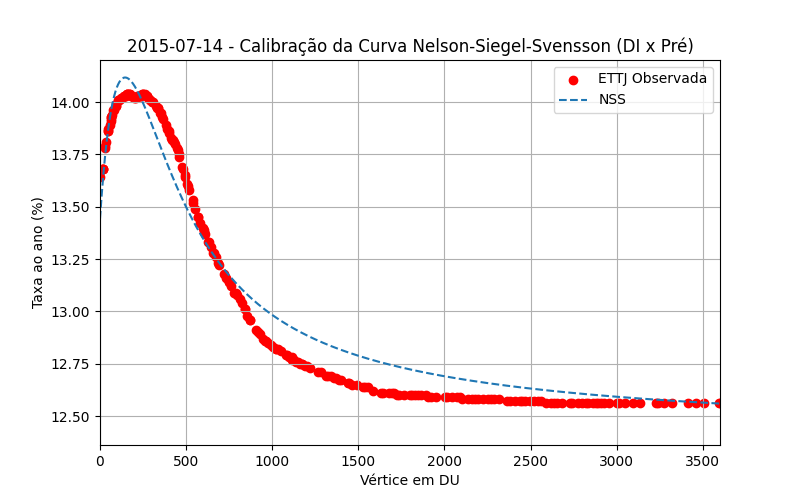 2015-07-14 - Calibração da Curva Nelson-Siegel-Svensson (DI x Pré)
ETTJ Observada
NSS
Taxa ao ano (%)
14.00
13.75
13.50
13.25
13.00
12.75
12.50
0 500 1000 1500 2000 2500 3000 3500
Vértice em DU